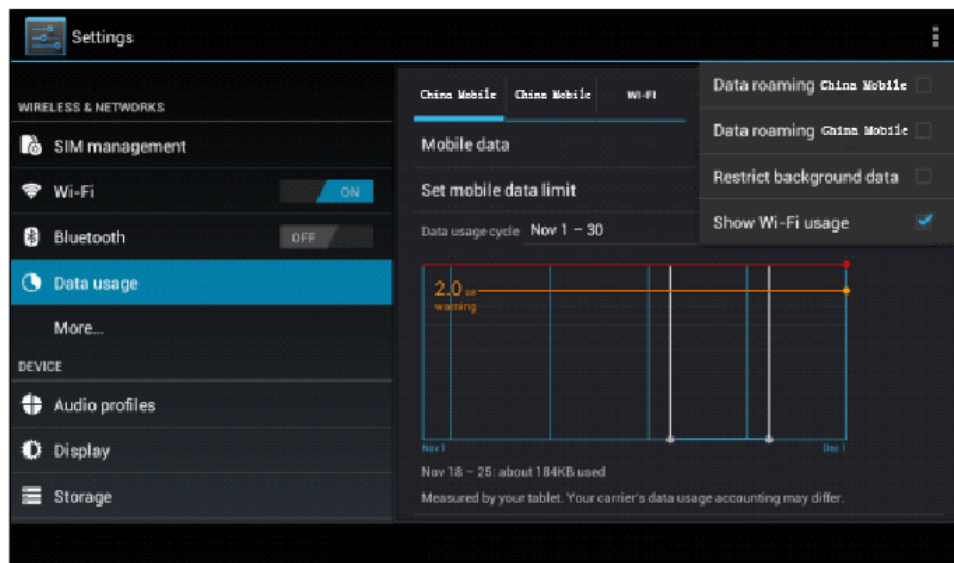 Settings
WIRELESS & NETWORKS
SIM management
Wi-Fi
ON
Bluetooth
OFF
Data usage
More...
DEVICE
Audio profiles
Display
Storage
China Mobile China Mobile WI-FI
Mobile data
Set mobile data limit
Data usage cycle Nov 1 – 30
2.0 GB
warning
Nov 1
Dec 1
Nov 18 – 25: about 184KB used
Measured by your tablet. Your carrier's data usage accounting may differ.
Data roaming China Mobile
Data roaming China Mobile
Restrict background data
Show Wi-Fi usage